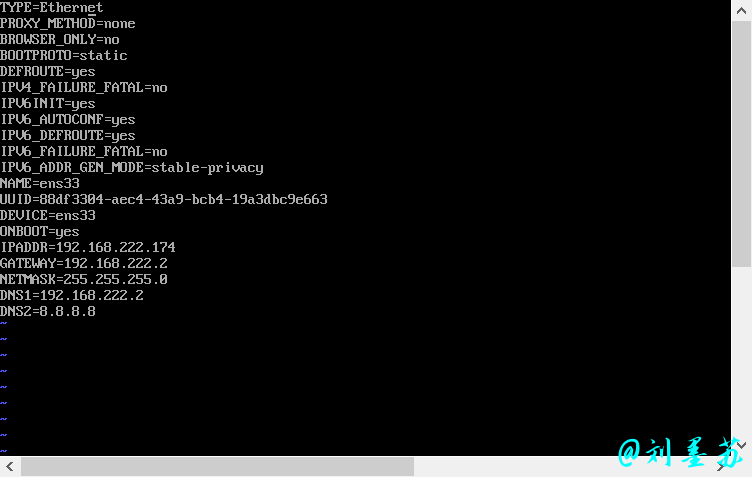 TYPE=Ethernet
PROXY_METHOD=none
BROWSER_ONLY=no
BOOTPROTO=static
DEFROUTE=yes
IPV4_FAILURE_FATAL=no
IPV6INIT=yes
IPV6_AUTOCONF=yes
IPV6_DEFROUTE=yes
IPV6_FAILURE_FATAL=no
IPV6_ADDR_GEN_MODE=stable-privacy
NAME=ens33
UUID=88df3304-aec4-43a9-bcb4-19a3dbc9e663
DEVICE=ens33
ONBOOT=yes
IPADDR=192.168.222.174
GATEWAY=192.168.222.2
NETMASK=255.255.255.0
DNS1=192.168.222.2
DNS2=8.8.8.8
~
~
~
~
~
~
~
~
~
@刘墨苏